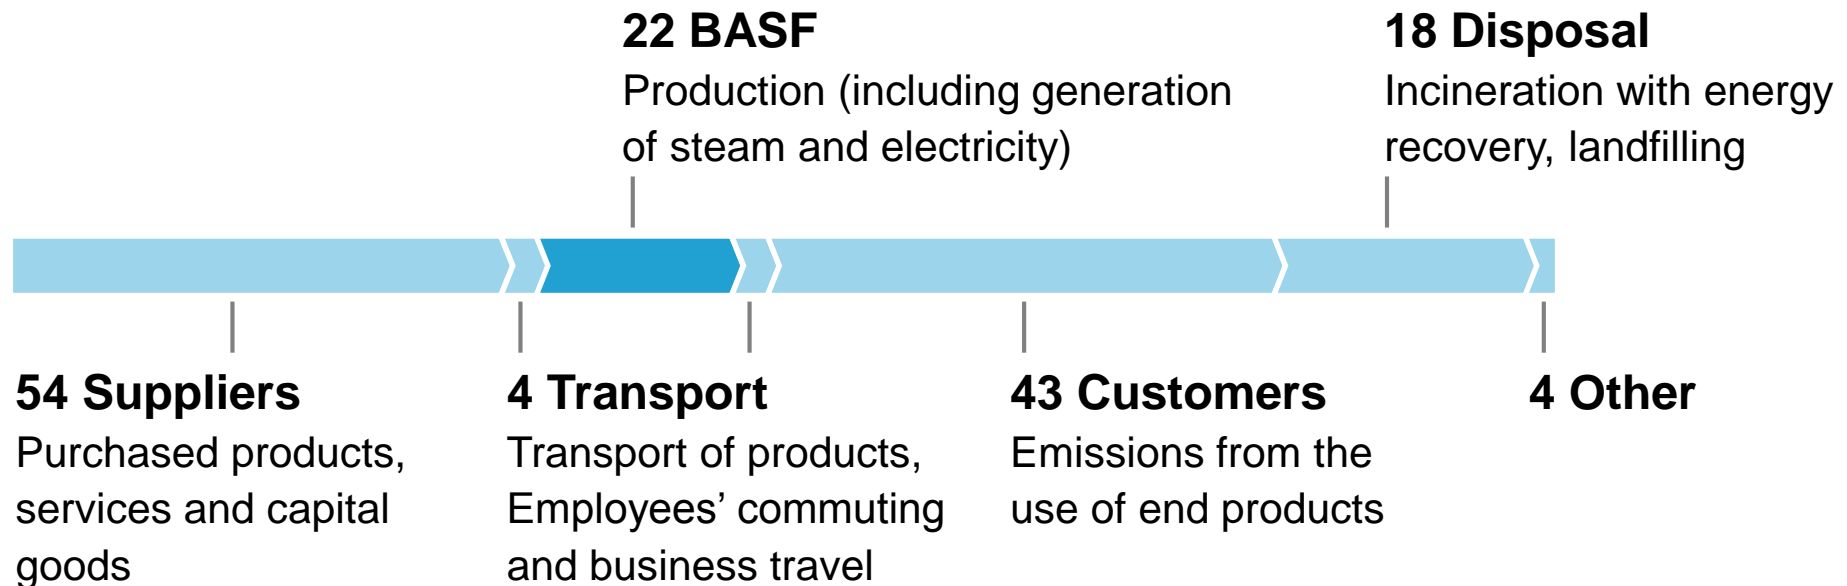 22 BASF
Production (including generation
of steam and electricity)
18 Disposal
Incineration with energy
recovery, landfilling
54 Suppliers
Purchased products,
services and capital
goods
4 Transport
Transport of products,
Employees’ commuting
and business travel
43 Customers
Emissions from the
use of end products
4 Other